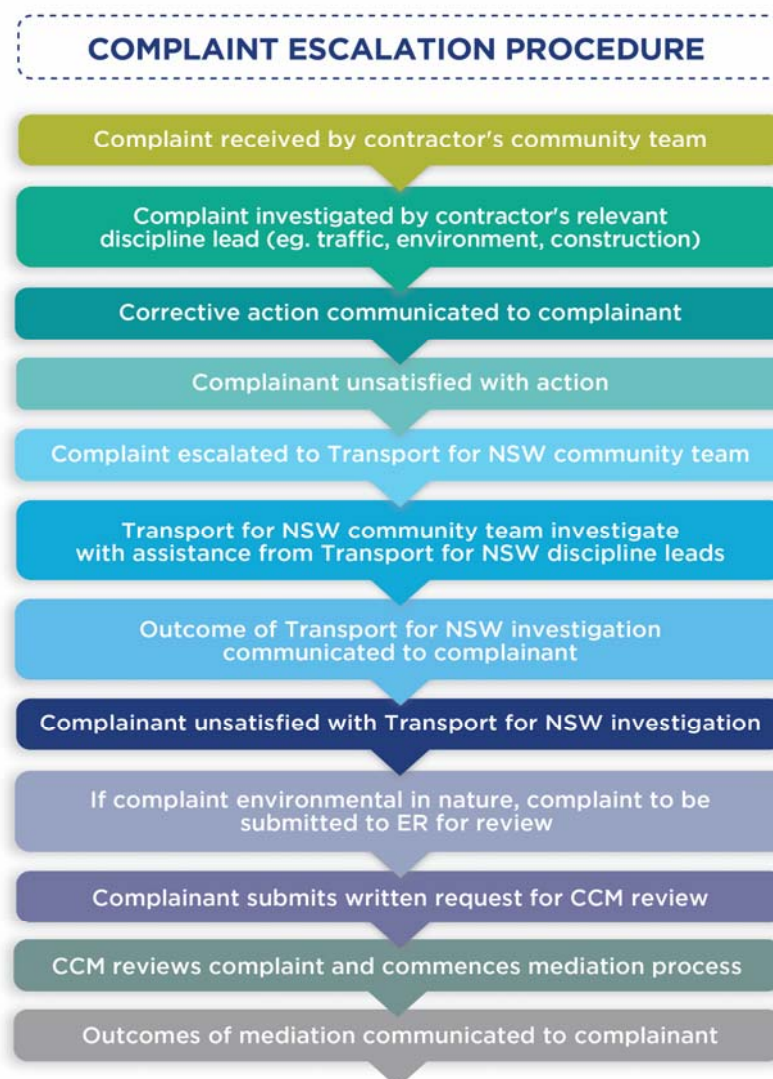 COMPLAINT ESCALATION PROCEDURE
Complaint received by contractor's community team
Complaint investigated by contractor's relevant
discipline lead (eg. traffic, environment, construction)
Corrective action communicated to complainant
Complainant unsatisfied with action
Complaint escalated to Transport for NSW community team
Transport for NSW community team investigate
with assistance from Transport for NSW discipline leads
Outcome of Transport for NSW investigation
communicated to complainant
Complainant unsatisfied with Transport for NSW investigation
If complaint environmental in nature, complaint to be
submitted to ER for review
Complainant submits written request for CCM review
CCM reviews complaint and commences mediation process
Outcomes of mediation communicated to complainant